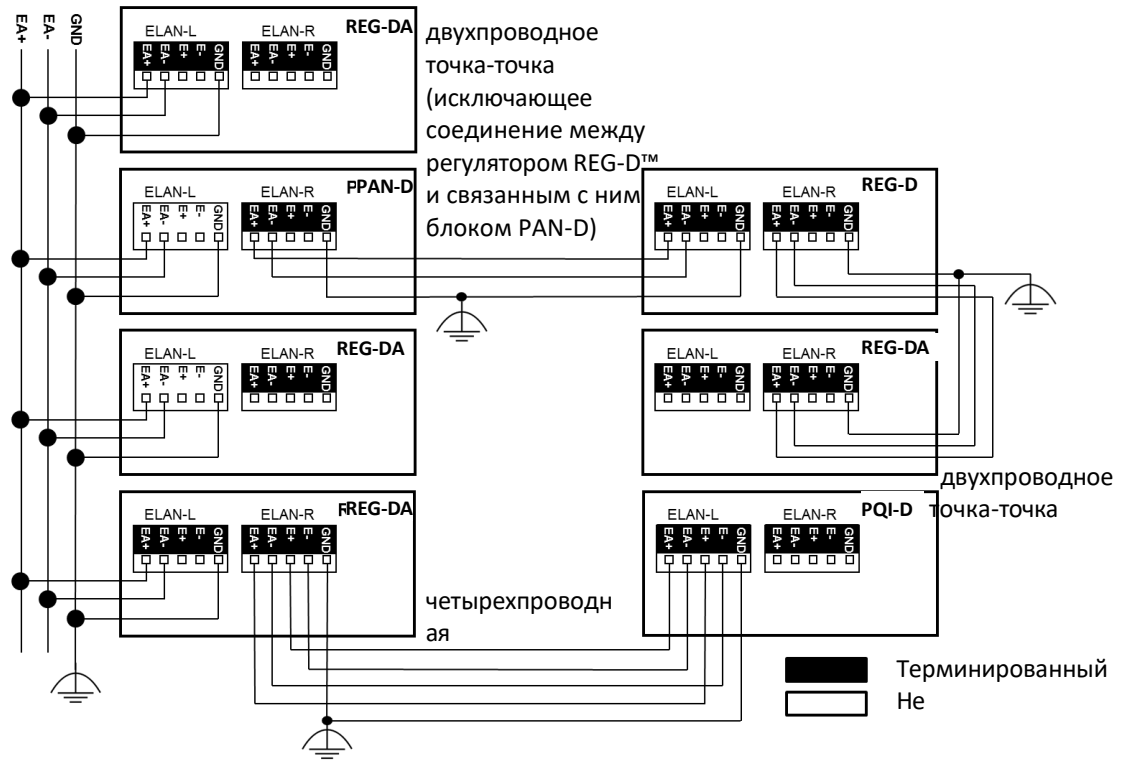 EA+ EA- GND
REG-DA
ELAN-L ELAN-R
EA+ EA- E+ E- GND EA+ EA- E+ E- GND
двухпроводное
точка-точка
(исключающее
соединение между
регулятором REG-D™
и связанным с ним
блоком PAN-D)
PPAN-D
ELAN-L ELAN-R
EA+ EA- E+ E- GND EA+ EA- E+ E- GND
REG-D
ELAN-L ELAN-R
EA+ EA- E+ E- GND EA+ EA- E+ E- GND
REG-DA
ELAN-L ELAN-R
EA+ EA- E+ E- GND EA+ EA- E+ E- GND
REG-DA
ELAN-L ELAN-R
EA+ EA- E+ E- GND EA+ EA- E+ E- GND
двухпроводное
точка-точка
REG-DA
ELAN-L ELAN-R
EA+ EA- E+ E- GND EA+ EA- E+ E- GND
PQI-D
ELAN-L ELAN-R
EA+ EA- E+ E- GND EA+ EA- E+ E- GND
четырехпроводн
ая
Терминированный
Не